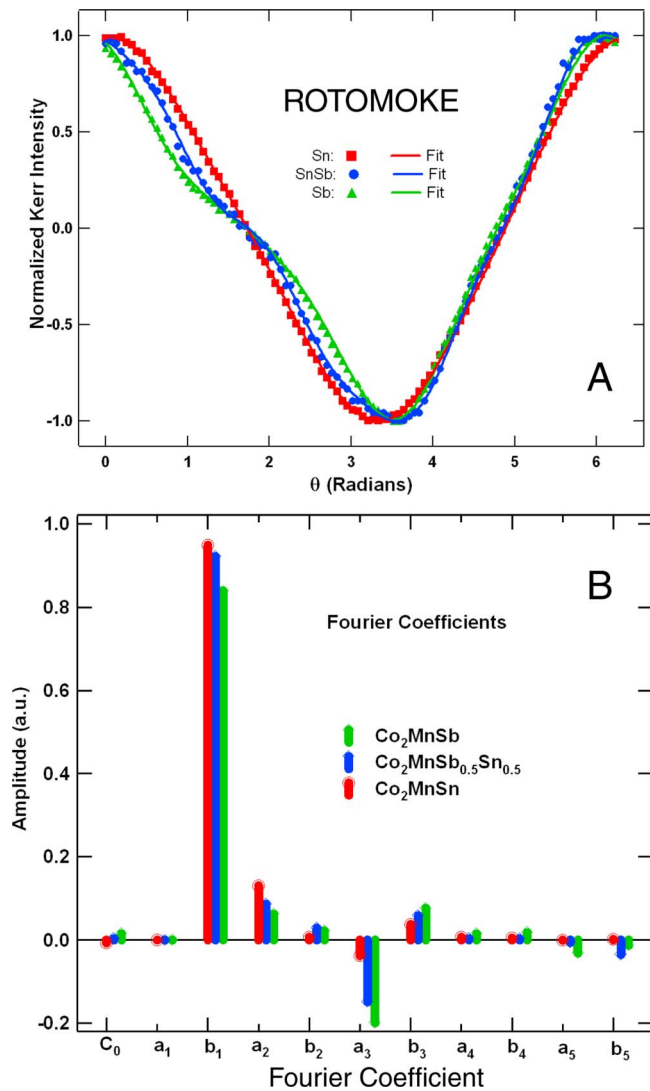 1.0
0.5
0.0
-0.5
-1.0
Normalized Kerr Intensity
ROTOMOKE
Sn: Fit
SnSb: Fit
Sb: Fit
A
0 1 2 3 4 5 6
θ (Radians)
1.0
0.8
0.6
0.4
0.2
0.0
-0.2
Amplitude (a.u.)
B
Fourier Coefficients
Co₂MnSb
Co₂MnSb₀.₅Sn₀.₅
Co₂MnSn
C₀ a₁ b₁ a₂ b₂ a₃ b₃ a₄ b₄ a₅ b₅
Fourier Coefficient